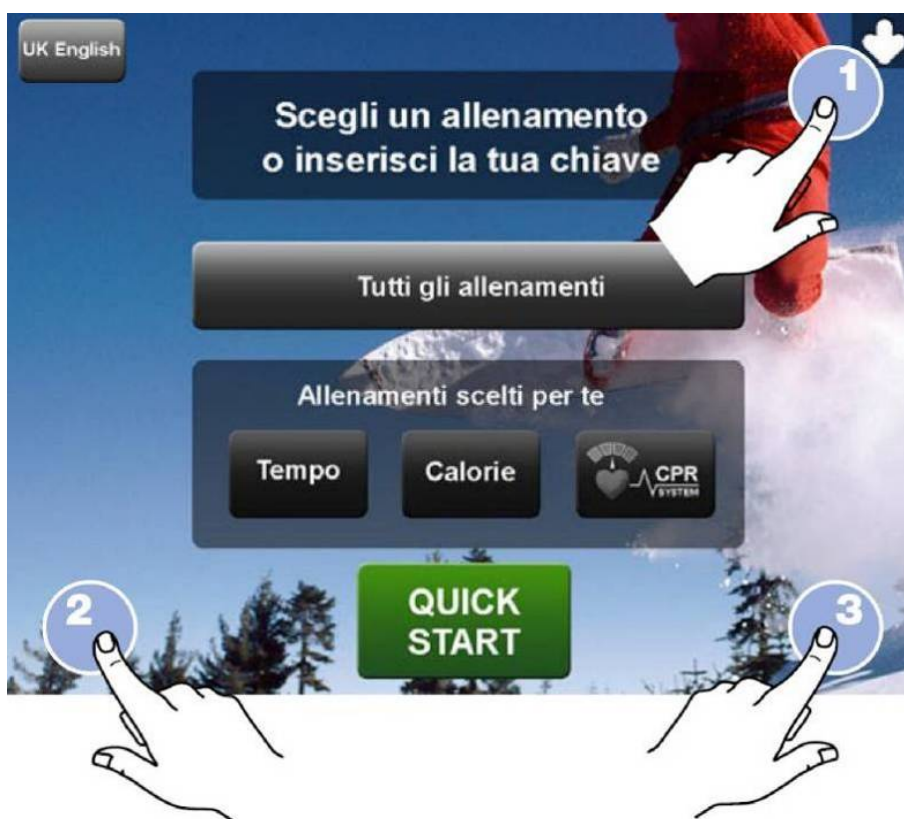 UK English
1
Scegli un allenamento
o inserisci la tua chiave
Tutti gli allenamenti
Allenamenti scelti per te
Tempo
Calorie
CPR
SYSTEM
2
QUICK
START
3